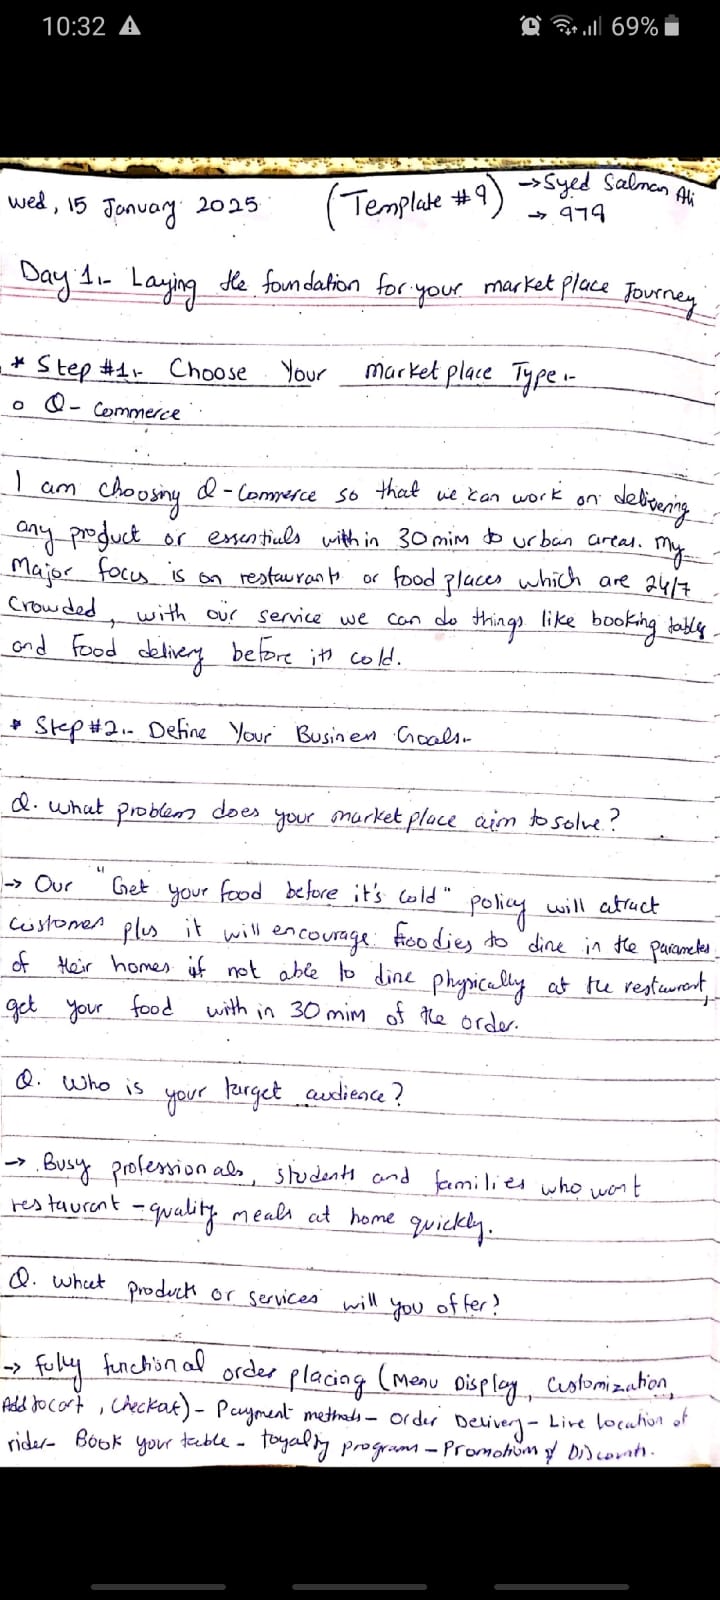 10:32 69%
Wed, 15 January 2025 (Template #9) → Syed Salman Ali
→ 979
Day 1:- Laying the foundation for your market place Journey
* Step #1:- Choose Your market place Type:-
o Q-Commerce
I am choosing Q-Commerce so that we can work on delivering
any product or essentials within 30 mim to urban areas. My
Major focus is on restaurants or food places which are 24/7
crowded, with our service we can do things like booking tables
and food delivery before its cold.
* Step #2:- Define Your Business Goals:-
Q. What problem does your market place aim to solve?
→ Our "Get your food before it's cold" policy will atract
customers plus it will encourage foodies to dine in the parameter
of their homes if not able to dine physically at the restaurant,
get your food with in 30 mim of the order.
Q. Who is your target audience?
→ Busy professionals, students and families who want
restaurant-quality meals at home quickly.
Q. What products or services will you offer?
→ Fully functional order placing (Menu Display, Customization,
Add to cart, Checkout) - Payment methods - Order Delivery - Live location of
rider - Book your table - loyalty program - Promotions & Discounts.